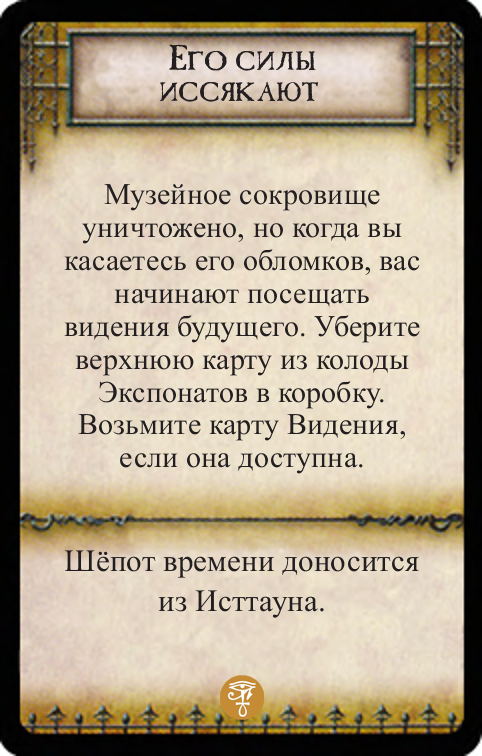 Его силы
иссякают
Музейное сокровище
уничтожено, но когда вы
касаетесь его обломков, вас
начинают посещать
видения будущего. Уберите
верхнюю карту из колоды
Экспонатов в коробку.
Возьмите карту Видения,
если она доступна.
Шёпот времени доносится
из Исттауна.